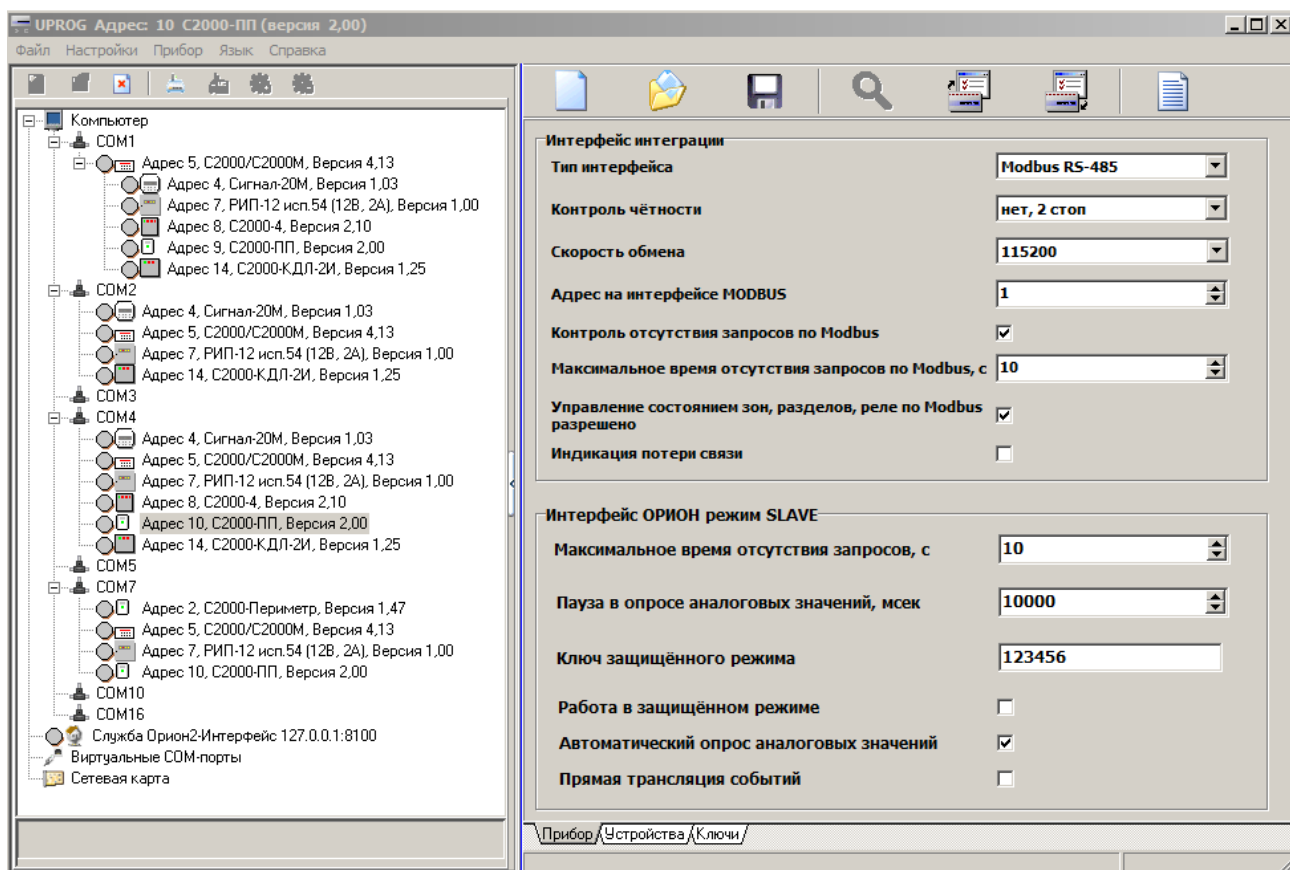 UPROG Адрес: 10 С2000-ПП (версия 2,00)
Файл Настройки Прибор Язык Справка
Компьютер
COM1
Адрес 5, С2000/С2000М, Версия 4,13
Адрес 4, Сигнал-20М, Версия 1,03
Адрес 7, РИП-12 исп.54 (12В, 2А), Версия 1,00
Адрес 8, С2000-4, Версия 2,10
Адрес 9, С2000-ПП, Версия 2,00
Адрес 14, С2000-КДЛ-2И, Версия 1,25
COM2
Адрес 4, Сигнал-20М, Версия 1,03
Адрес 5, С2000/С2000М, Версия 4,13
Адрес 7, РИП-12 исп.54 (12В, 2А), Версия 1,00
Адрес 14, С2000-КДЛ-2И, Версия 1,25
COM3
COM4
Адрес 4, Сигнал-20М, Версия 1,03
Адрес 5, С2000/С2000М, Версия 4,13
Адрес 7, РИП-12 исп.54 (12В, 2А), Версия 1,00
Адрес 8, С2000-4, Версия 2,10
Адрес 10, С2000-ПП, Версия 2,00
Адрес 14, С2000-КДЛ-2И, Версия 1,25
COM5
COM7
Адрес 2, С2000-Периметр, Версия 1,47
Адрес 5, С2000/С2000М, Версия 4,13
Адрес 7, РИП-12 исп.54 (12В, 2А), Версия 1,00
Адрес 10, С2000-ПП, Версия 2,00
COM10
COM16
Служба Орион2-Интерфейс 127.0.0.1:8100
Виртуальные COM-порты
Сетевая карта
Интерфейс интеграции
Тип интерфейса Modbus RS-485
Контроль чётности нет, 2 стоп
Скорость обмена 115200
Адрес на интерфейсе MODBUS 1
Контроль отсутствия запросов по Modbus
Максимальное время отсутствия запросов по Modbus, с 10
Управление состоянием зон, разделов, реле по Modbus
разрешено
Индикация потери связи
Интерфейс ОРИОН режим SLAVE
Максимальное время отсутствия запросов, с 10
Пауза в опросе аналоговых значений, мсек 10000
Ключ защищённого режима 123456
Работа в защищённом режиме
Автоматический опрос аналоговых значений
Прямая трансляция событий
Прибор Устройства Ключи